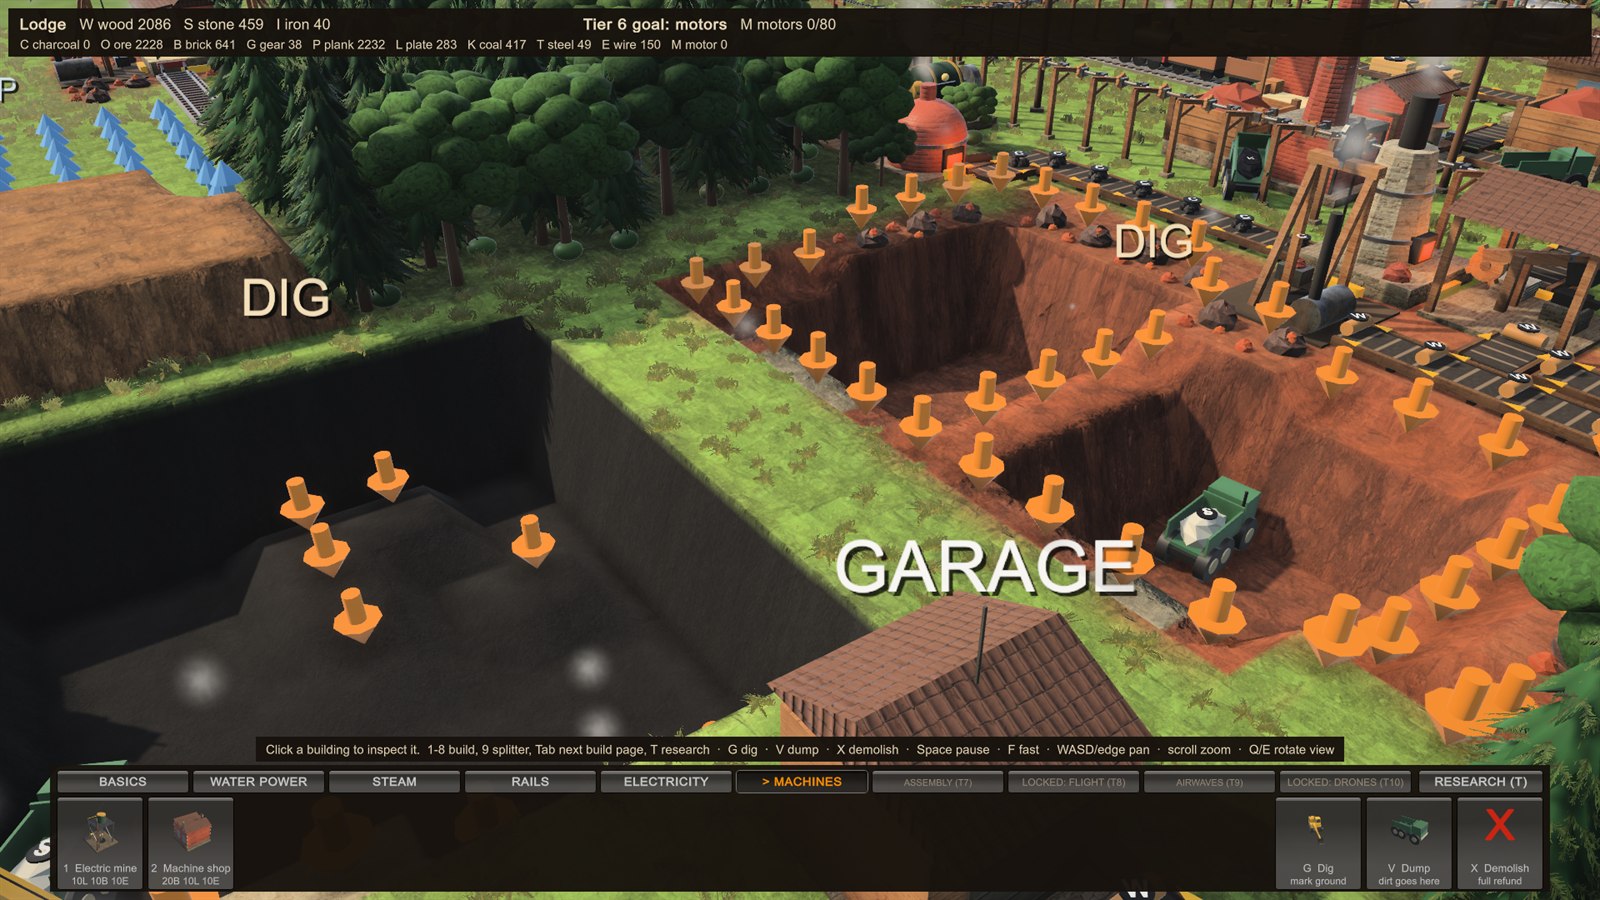 Lodge W wood 2086 S stone 459 I iron 40
Tier 6 goal: motors M motors 0/80
C charcoal 0 O ore 2228 B brick 641 G gear 38 P plank 2232 L plate 283 K coal 417 T steel 49 E wire 150 M motor 0
P
DIG
DIG
GARAGE
Click a building to inspect it. 1-8 build, 9 splitter, Tab next build page, T research · G dig · V dump · X demolish · Space pause · F fast · WASD/edge pan · scroll zoom · Q/E rotate view
BASICS
WATER POWER
STEAM
RAILS
ELECTRICITY
> MACHINES
ASSEMBLY (T7)
LOCKED: FLIGHT (T8)
AIRWAYS (T9)
LOCKED: DRONES (T10)
RESEARCH (T)
1 Electric mine
10L 10B 10E
2 Machine shop
20B 10L 10E
G Dig
mark ground
V Dump
dirt goes here
X Demolish
full refund
W
W
W
W
W
S
S
W